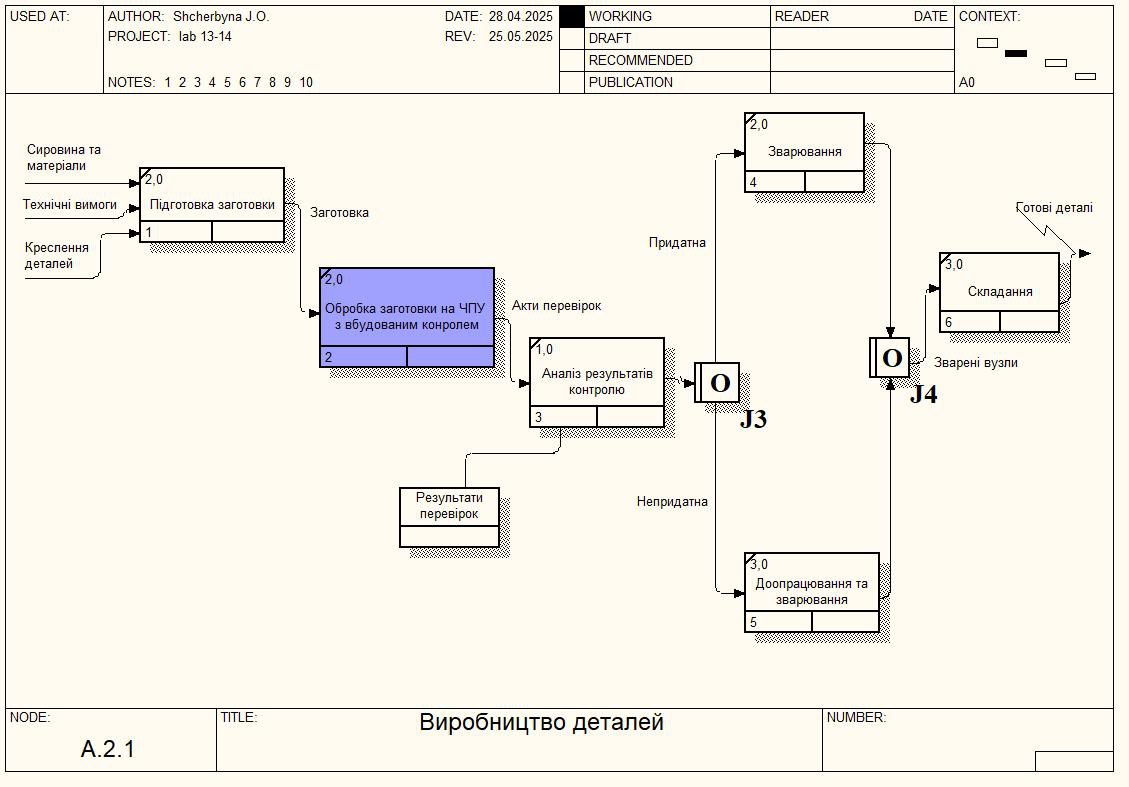 USED AT:
AUTHOR: Shcherbyna J.O.
DATE: 28.04.2025
PROJECT: lab 13-14
REV: 25.05.2025
NOTES: 1 2 3 4 5 6 7 8 9 10
WORKING
DRAFT
RECOMMENDED
PUBLICATION
READER DATE
CONTEXT:
A0
Сировина та
матеріали
Технічні вимоги
Креслення
деталей
2,0
Підготовка заготовки
1
Заготовка
2,0
Обробка заготовки на ЧПУ
з вбудованим конролем
2
Акти перевірок
1,0
Аналіз результатів
контролю
3
Результати
перевірок
O
J3
Придатна
Непридатна
2,0
Зварювання
4
3,0
Доопрацювання та
зварювання
5
O
J4
Зварені вузли
3,0
Складання
6
Готові деталі
NODE:
A.2.1
TITLE:
Виробництво деталей
NUMBER: